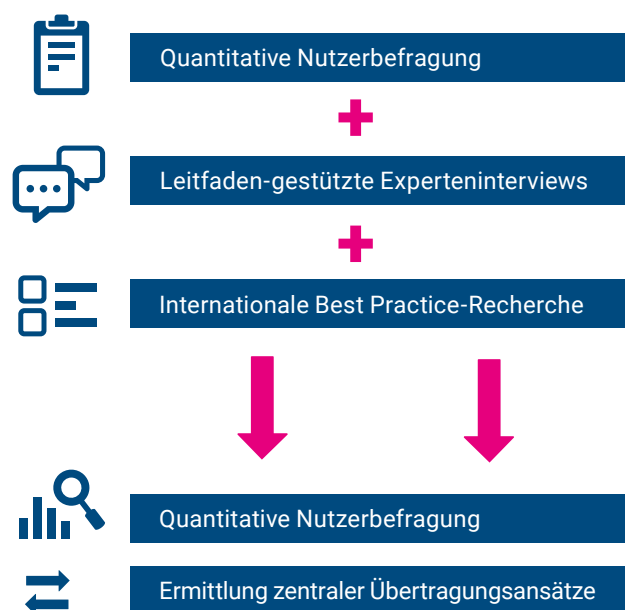 Quantitative Nutzerbefragung
Leitfaden-gestützte Experteninterviews
Internationale Best Practice-Recherche
Quantitative Nutzerbefragung
Ermittlung zentraler Übertragungsansätze